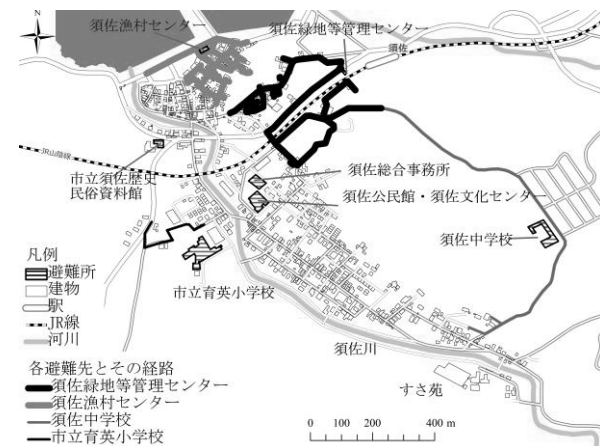 須佐漁村センター
須佐緑地等管理センター
須佐
N
JR山陰線
市立須佐歴史
民俗資料館
須佐総合事務所
須佐公民館・須佐文化センター
須佐中学校
市立育英小学校
須佐川
すさ苑
凡例
避難所
建物
駅
JR線
河川
各避難先とその経路
須佐緑地等管理センター
須佐漁村センター
須佐中学校
市立育英小学校
0 100 200 400 m